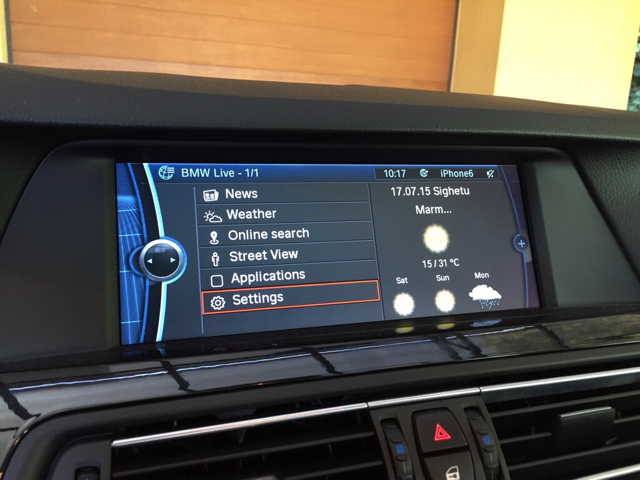 BMW Live - 1/1
10:17 iPhone6
News
Weather
Online search
Street View
Applications
Settings
17.07.15 Sighetu
Marm...
15 / 31 °C
Sat Sun Mon